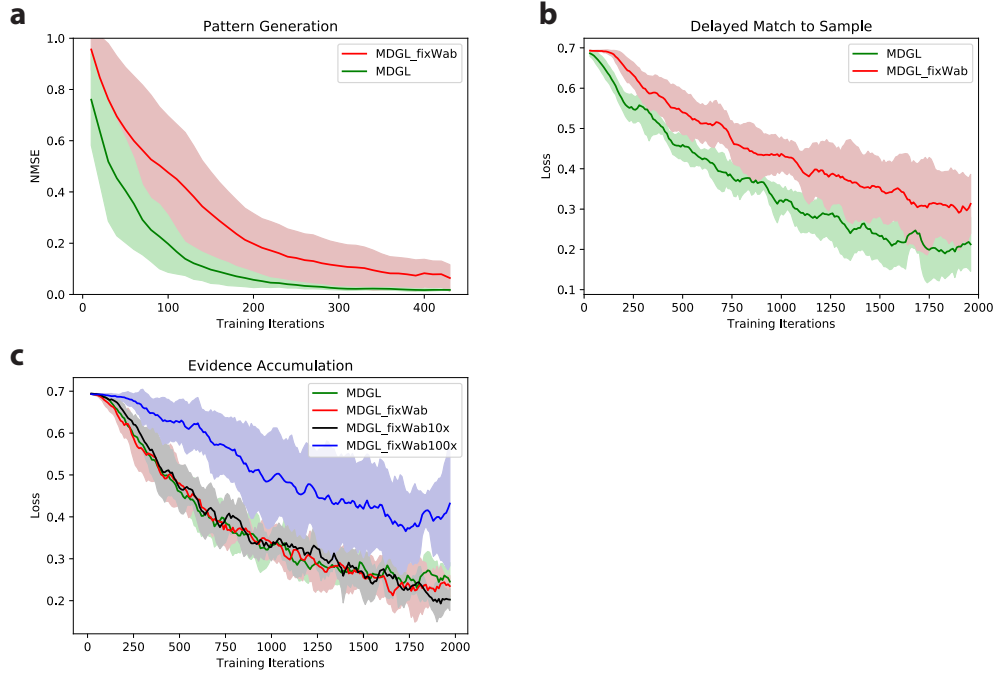 a
Pattern Generation
NMSE
1.0
0.8
0.6
0.4
0.2
0.0
MDGL_fixWab
MDGL
0 100 200 300 400
Training Iterations
b
Delayed Match to Sample
Loss
0.7
0.6
0.5
0.4
0.3
0.2
0.1
MDGL
MDGL_fixWab
0 250 500 750 1000 1250 1500 1750 2000
Training Iterations
c
Evidence Accumulation
Loss
0.7
0.6
0.5
0.4
0.3
0.2
MDGL
MDGL_fixWab
MDGL_fixWab10x
MDGL_fixWab100x
0 250 500 750 1000 1250 1500 1750 2000
Training Iterations